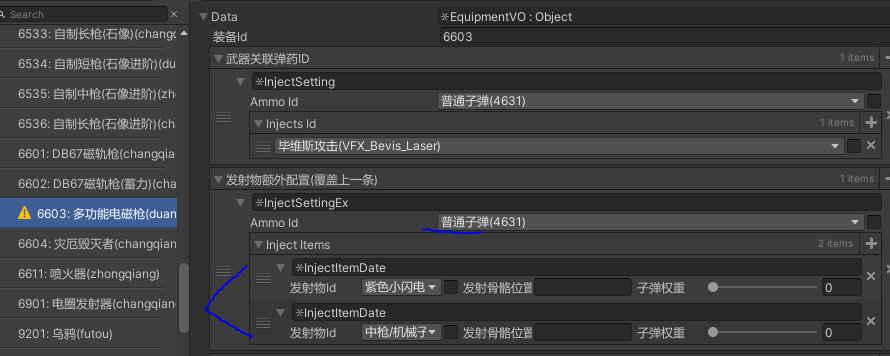 Search
6533: 自制长枪(石像)(changq
6534: 自制短枪(石像进阶)(du
6535: 自制中枪(石像进阶)(zho
6536: 自制长枪(石像进阶)(cha
6601: DB67磁轨枪(changqian
6602: DB67磁轨枪(蓄力)(cha
6603: 多功能电磁枪(duan
6604: 灾厄毁灭者(changqian
6611: 喷火器(zhongqiang)
6901: 电圈发射器(changqian
9201: 乌鸦(futou)
Data
※EquipmentVO : Object
装备Id
6603
武器关联弹药ID
1 items
※InjectSetting
Ammo Id
普通子弹(4631)
Injects Id
1 items
毕维斯攻击(VFX_Bevis_Laser)
发射物额外配置(覆盖上一条)
1 items
※InjectSettingEx
Ammo Id
普通子弹(4631)
Inject Items
2 items
※InjectItemDate
发射物Id 紫色小闪电 发射骨骼位置 子弹权重 0
※InjectItemDate
发射物Id 中枪/机械子 发射骨骼位置 子弹权重 0